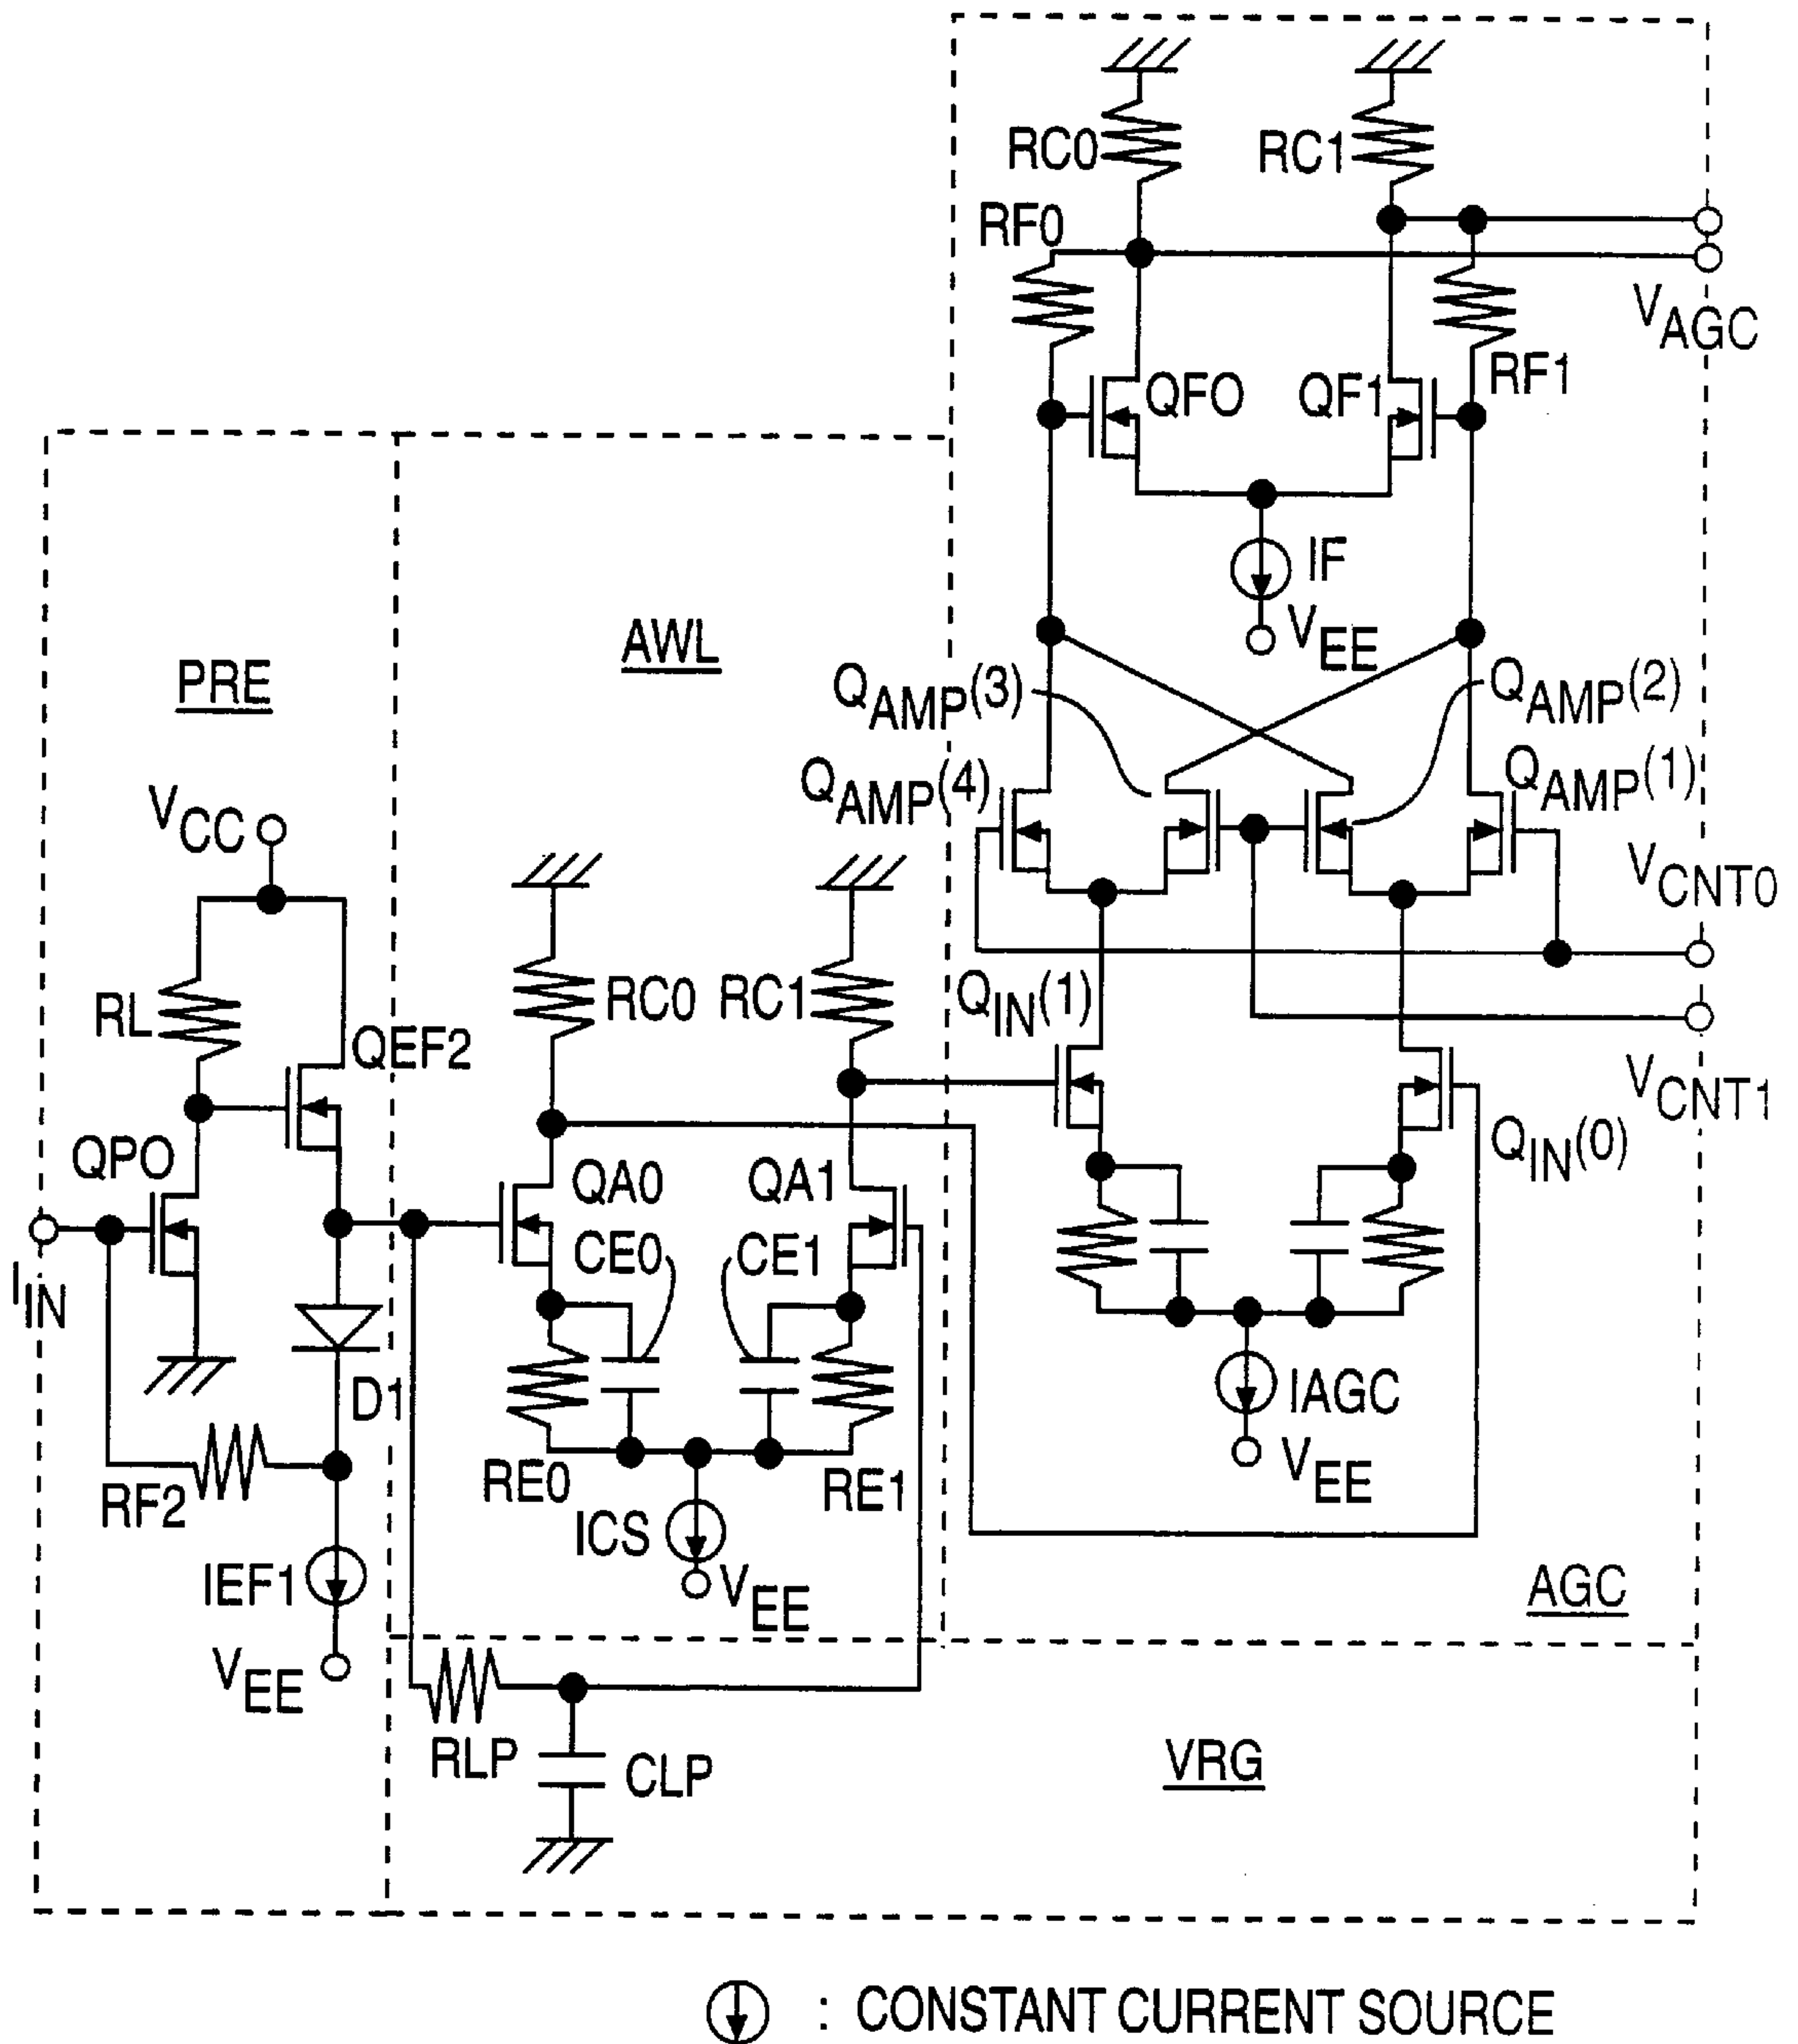 RC0
RC1
RF0
VAGC
RF1
QFO
QF1
IF
VEE
PRE
AWL
QAMP(3)
QAMP(2)
QAMP(4)
QAMP(1)
VCC
VCNT0
RL
RC0
RC1
QIN(1)
QEF2
VCNT1
QPO
QIN(0)
QA0
QA1
CE0
CE1
IIN
D1
IAGC
RF2
RE0
RE1
VEE
ICS
IEF1
VEE
AGC
VEE
RLP
CLP
VRG
: CONSTANT CURRENT SOURCE